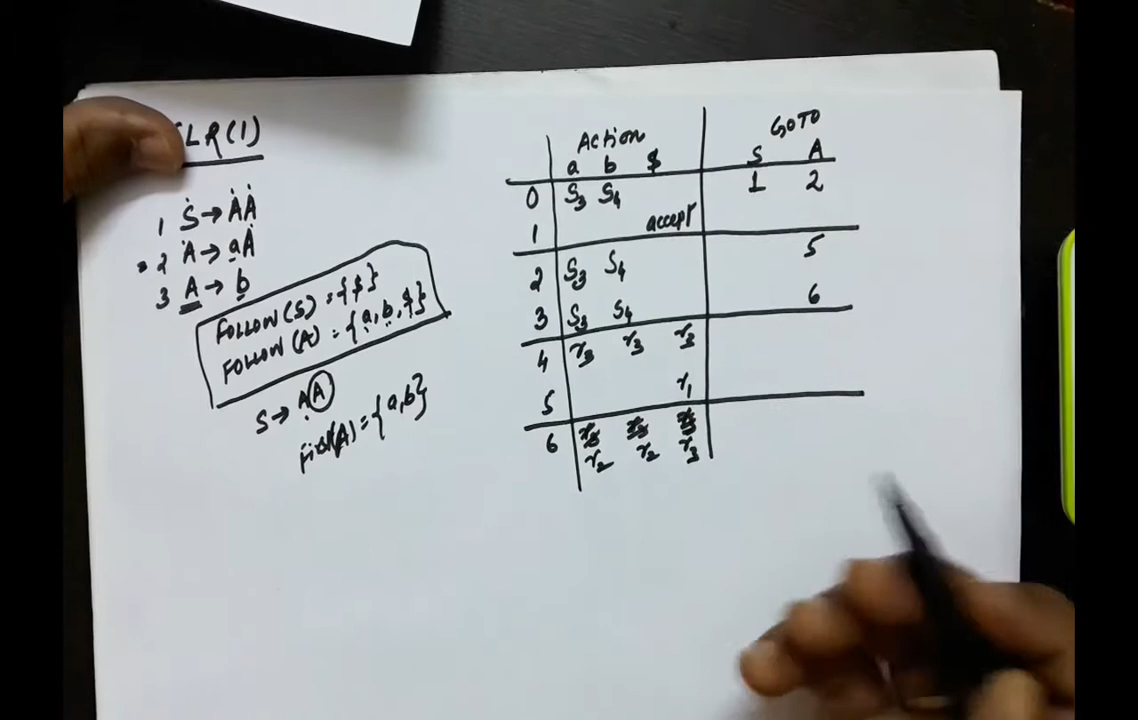 SLR(1)
1 S → AA
2 A → aA
3 A → b
FOLLOW(S) = {$}
FOLLOW(A) = {a, b, $}
S → AA
First(A) = {a, b}
Action GOTO
a b $ S A
0 S3 S4 1 2
1 accept
2 S3 S4 5
3 S3 S4 6
4 r3 r3 r3
5 r1
6
r2 r2 r3